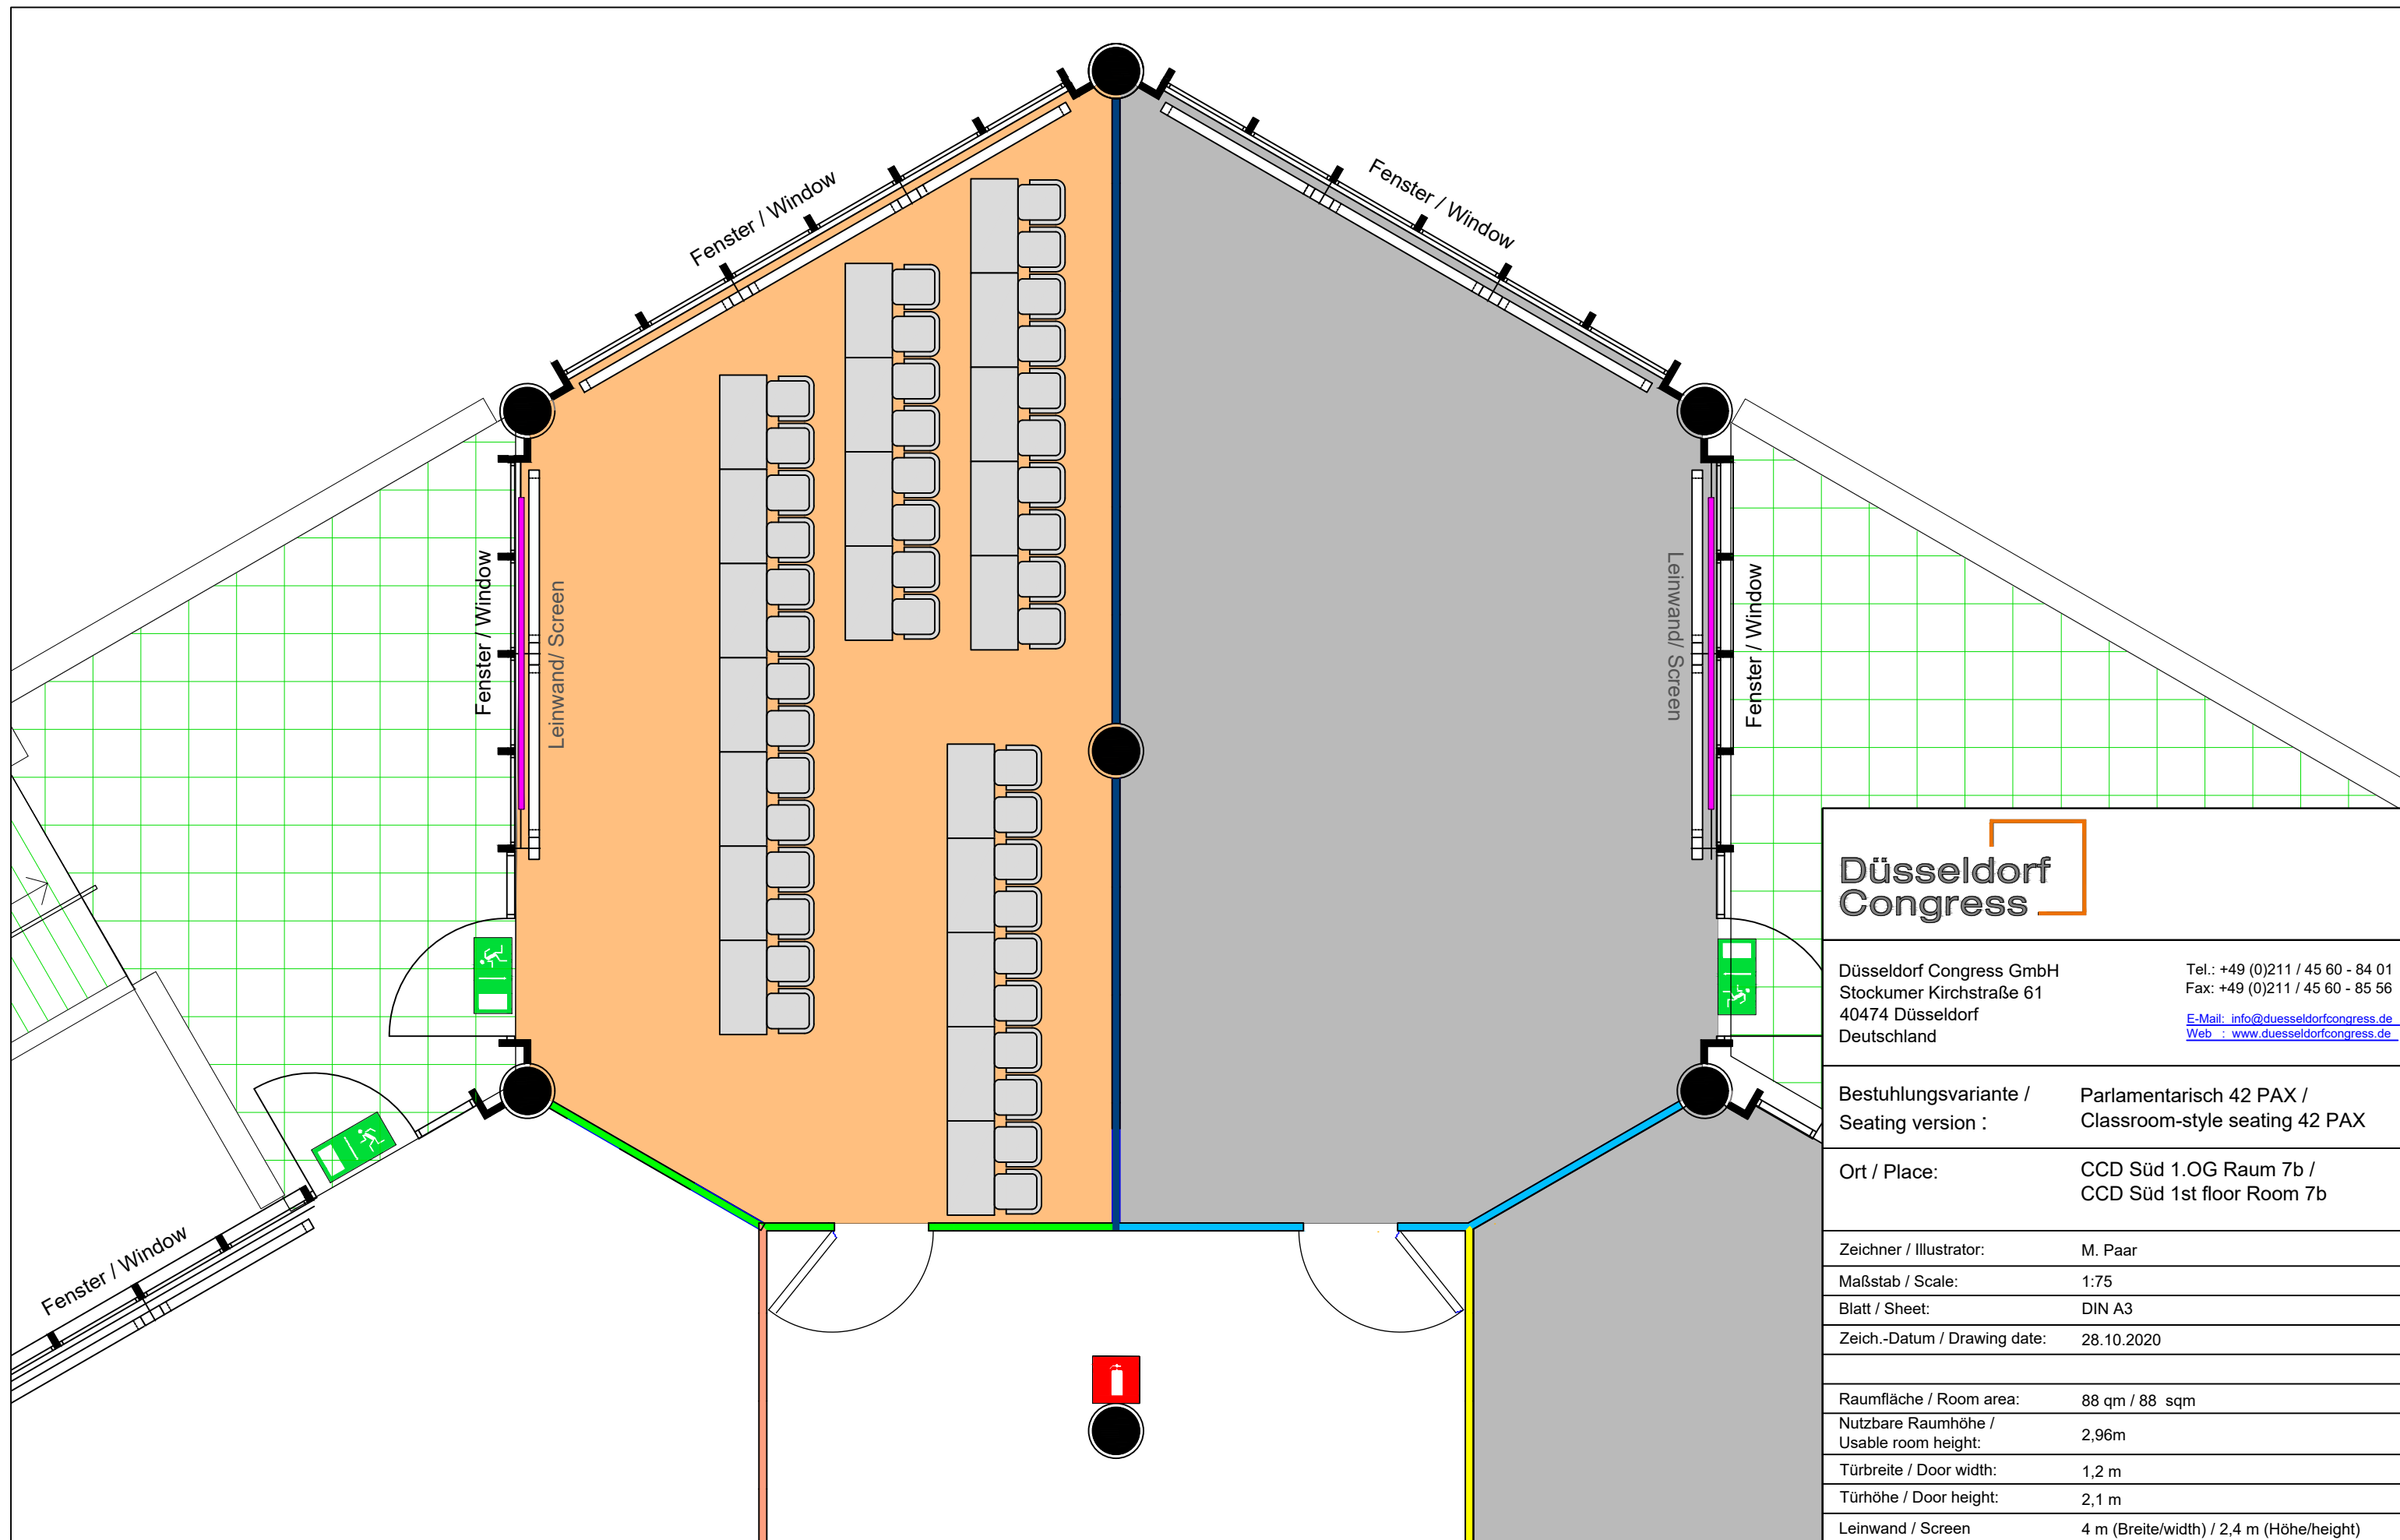 Fenster / Window
Fenster / Window
Fenster / Window
Leinwand/ Screen
Leinwand/ Screen
Fenster / Window
Fenster / Window
Düsseldorf
Congress
Düsseldorf Congress GmbH
Stockumer Kirchstraße 61
40474 Düsseldorf
Deutschland
Tel.: +49 (0)211 / 45 60 - 84 01
Fax: +49 (0)211 / 45 60 - 85 56
E-Mail: info@duesseldorfcongress.de
Web : www.duesseldorfcongress.de
Bestuhlungsvariante / Parlamentarisch 42 PAX /
Seating version : Classroom-style seating 42 PAX
Ort / Place: CCD Süd 1.OG Raum 7b /
CCD Süd 1st floor Room 7b
Zeichner / Illustrator: M. Paar
Maßstab / Scale: 1:75
Blatt / Sheet: DIN A3
Zeich.-Datum / Drawing date: 28.10.2020
Raumfläche / Room area: 88 qm / 88 sqm
Nutzbare Raumhöhe /
Usable room height: 2,96m
Türbreite / Door width: 1,2 m
Türhöhe / Door height: 2,1 m
Leinwand / Screen 4 m (Breite/width) / 2,4 m (Höhe/height)